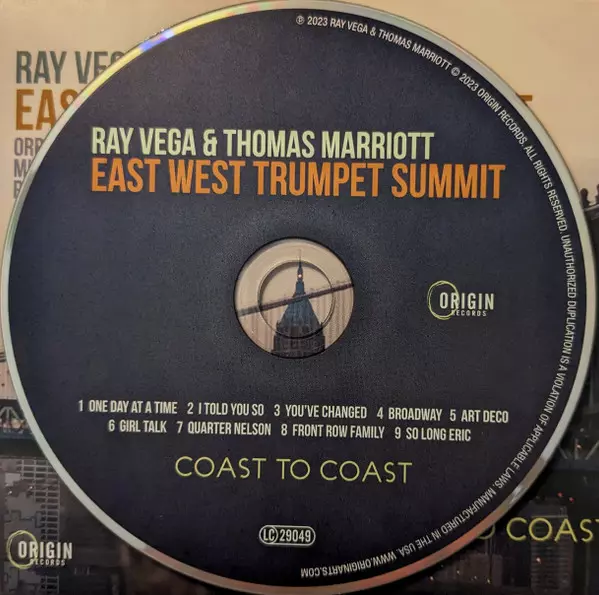 ℗ 2023 RAY VEGA & THOMAS MARRIOTT © 2023 ORIGIN RECORDS. ALL RIGHTS RESERVED. UNAUTHORIZED DUPLICATION IS A VIOLATION OF APPLICABLE LAWS. MANUFACTURED IN THE USA. WWW.ORIGINARTS.COM
RAY VEGA & THOMAS MARRIOTT
EAST WEST TRUMPET SUMMIT
ORIGIN
RECORDS
1 ONE DAY AT A TIME 2 I TOLD YOU SO 3 YOU'VE CHANGED 4 BROADWAY 5 ART DECO
6 GIRL TALK 7 QUARTER NELSON 8 FRONT ROW FAMILY 9 SO LONG ERIC
COAST TO COAST
LC 29049
RAY
COAST
ORIGIN
RECORDS